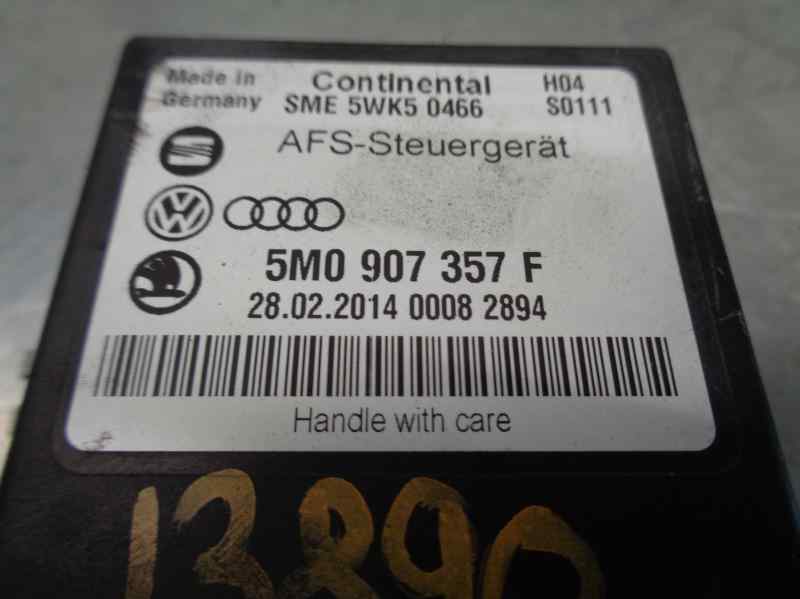 Made in Continental H04
Germany SME 5WK5 0466 S0111
AFS-Steuergerät
5M0 907 357 F
28.02.2014 0008 2894
Handle with care
13890